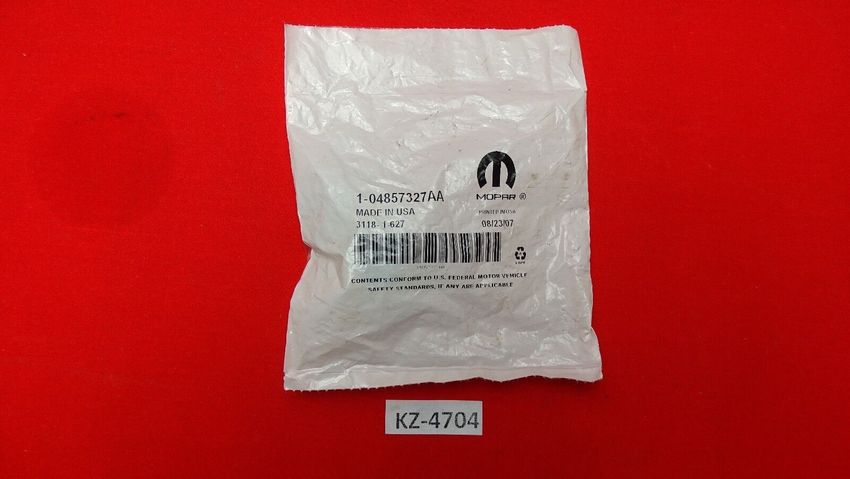 MOPAR ®
1-04857327AA
MADE IN USA
PRINTED IN USA
3118- 1-627
08/23/07
CONTENTS CONFORM TO U.S. FEDERAL MOTOR VEHICLE
SAFETY STANDARDS, IF ANY ARE APPLICABLE
KZ-4704